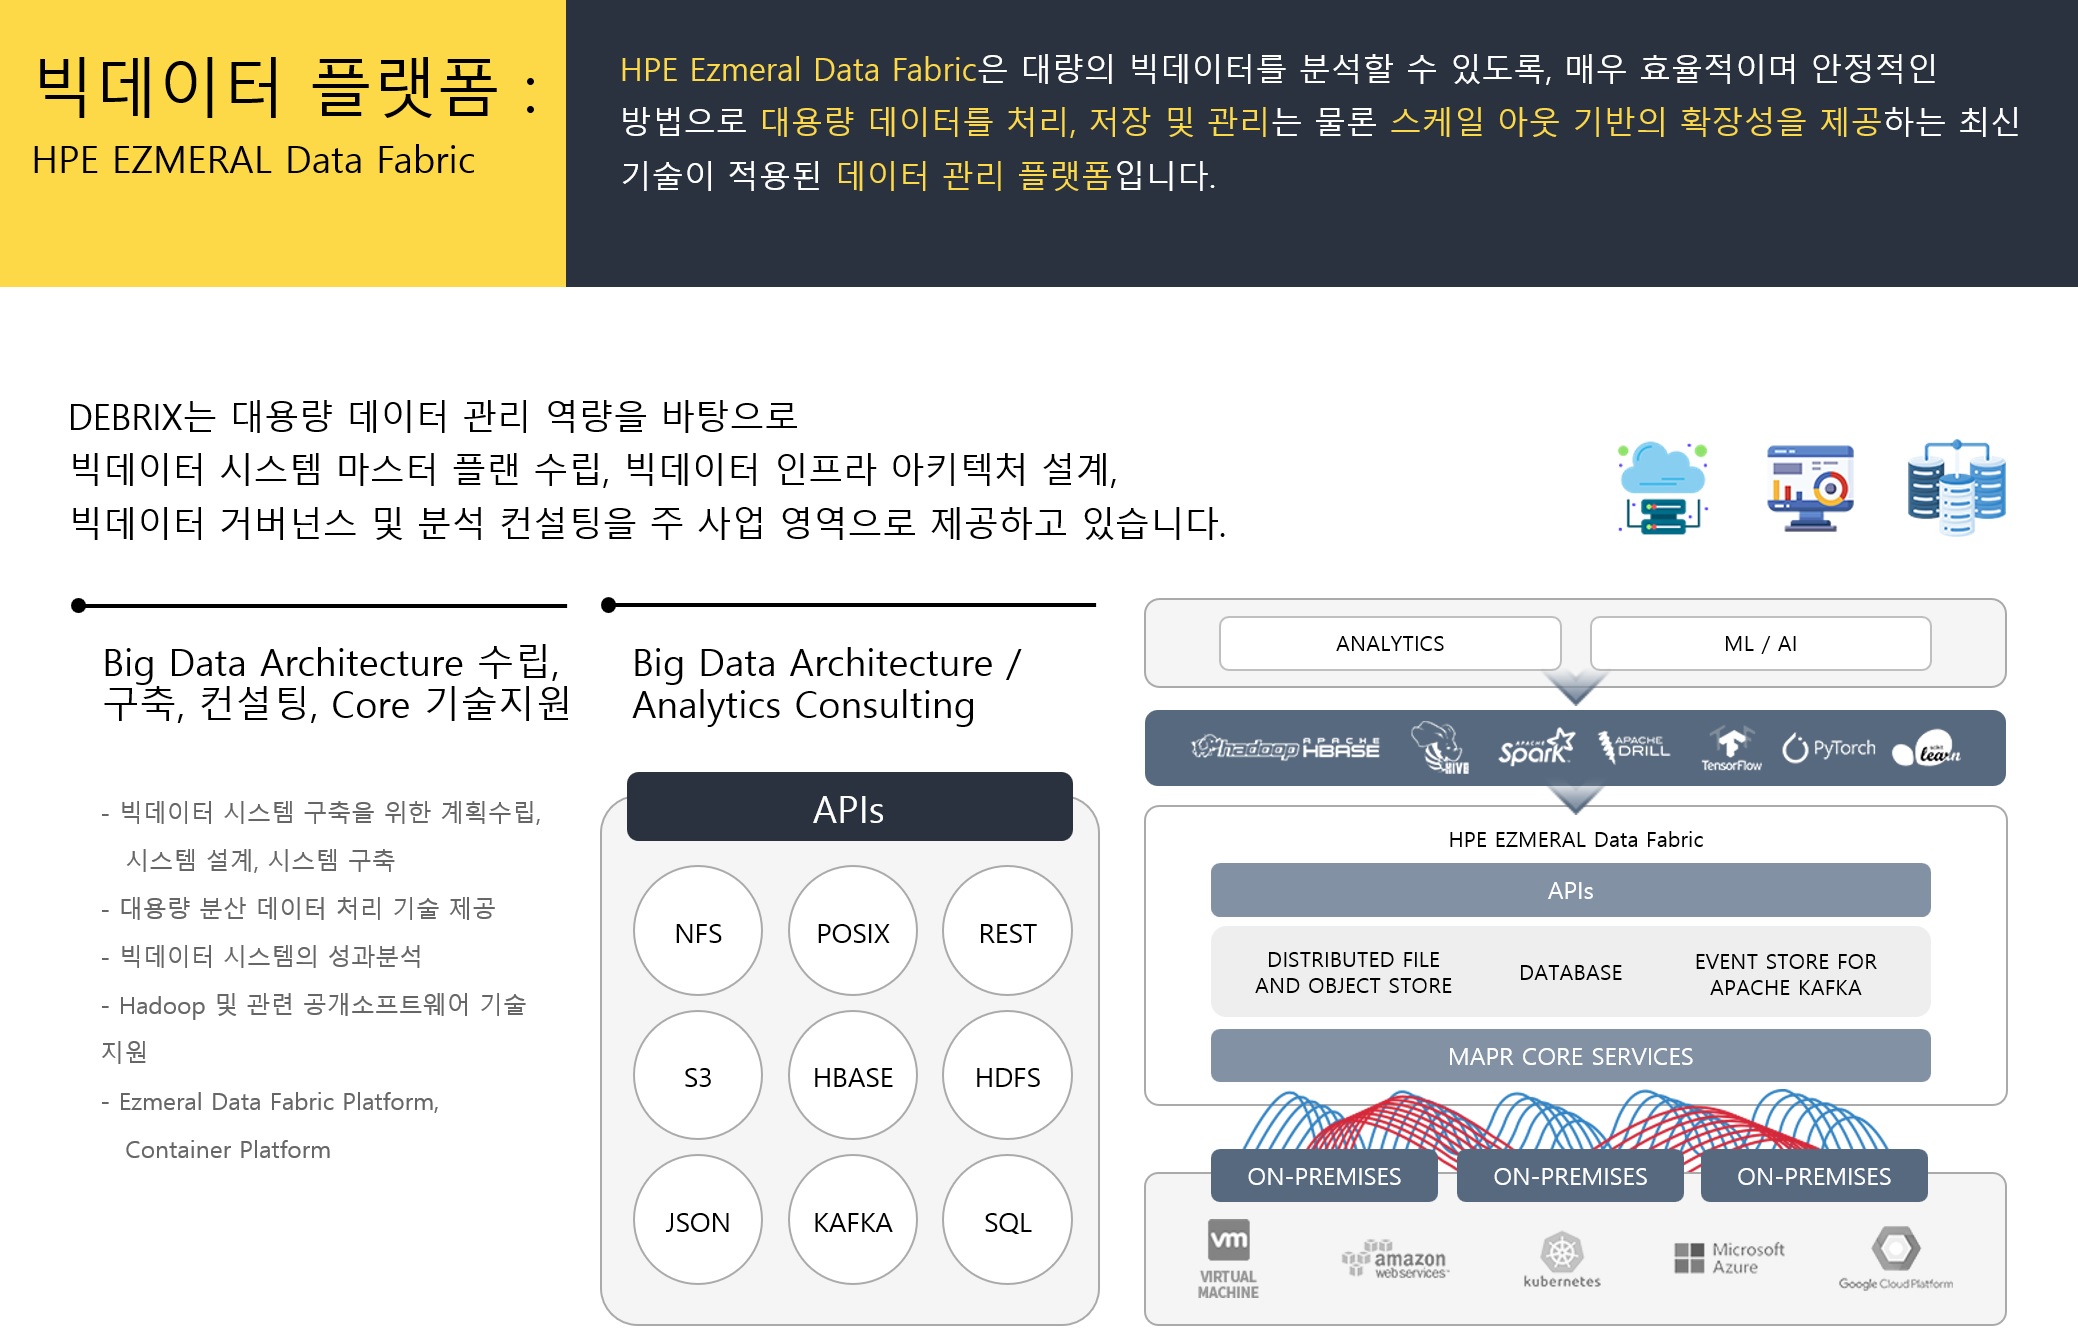 빅데이터 플랫폼 :
HPE EZMERAL Data Fabric
HPE Ezmeral Data Fabric은 대량의 빅데이터를 분석할 수 있도록, 매우 효율적이며 안정적인
방법으로 대용량 데이터를 처리, 저장 및 관리는 물론 스케일 아웃 기반의 확장성을 제공하는 최신
기술이 적용된 데이터 관리 플랫폼입니다.
DEBRIX는 대용량 데이터 관리 역량을 바탕으로
빅데이터 시스템 마스터 플랜 수립, 빅데이터 인프라 아키텍처 설계,
빅데이터 거버넌스 및 분석 컨설팅을 주 사업 영역으로 제공하고 있습니다.
Big Data Architecture 수립,
구축, 컨설팅, Core 기술지원
- 빅데이터 시스템 구축을 위한 계획수립,
시스템 설계, 시스템 구축
- 대용량 분산 데이터 처리 기술 제공
- 빅데이터 시스템의 성과분석
- Hadoop 및 관련 공개소프트웨어 기술
지원
- Ezmeral Data Fabric Platform,
Container Platform
Big Data Architecture /
Analytics Consulting
APIs
NFS POSIX REST
S3 HBASE HDFS
JSON KAFKA SQL
ANALYTICS ML / AI
hadoop APACHE HBASE HIVE APACHE Spark APACHE DRILL TensorFlow PyTorch scikit learn
HPE EZMERAL Data Fabric
APIs
DISTRIBUTED FILE
AND OBJECT STORE
DATABASE
EVENT STORE FOR
APACHE KAFKA
MAPR CORE SERVICES
ON-PREMISES ON-PREMISES ON-PREMISES
vm
VIRTUAL
MACHINE
amazon
webservices™
kubernetes
Microsoft
Azure
Google Cloud Platform